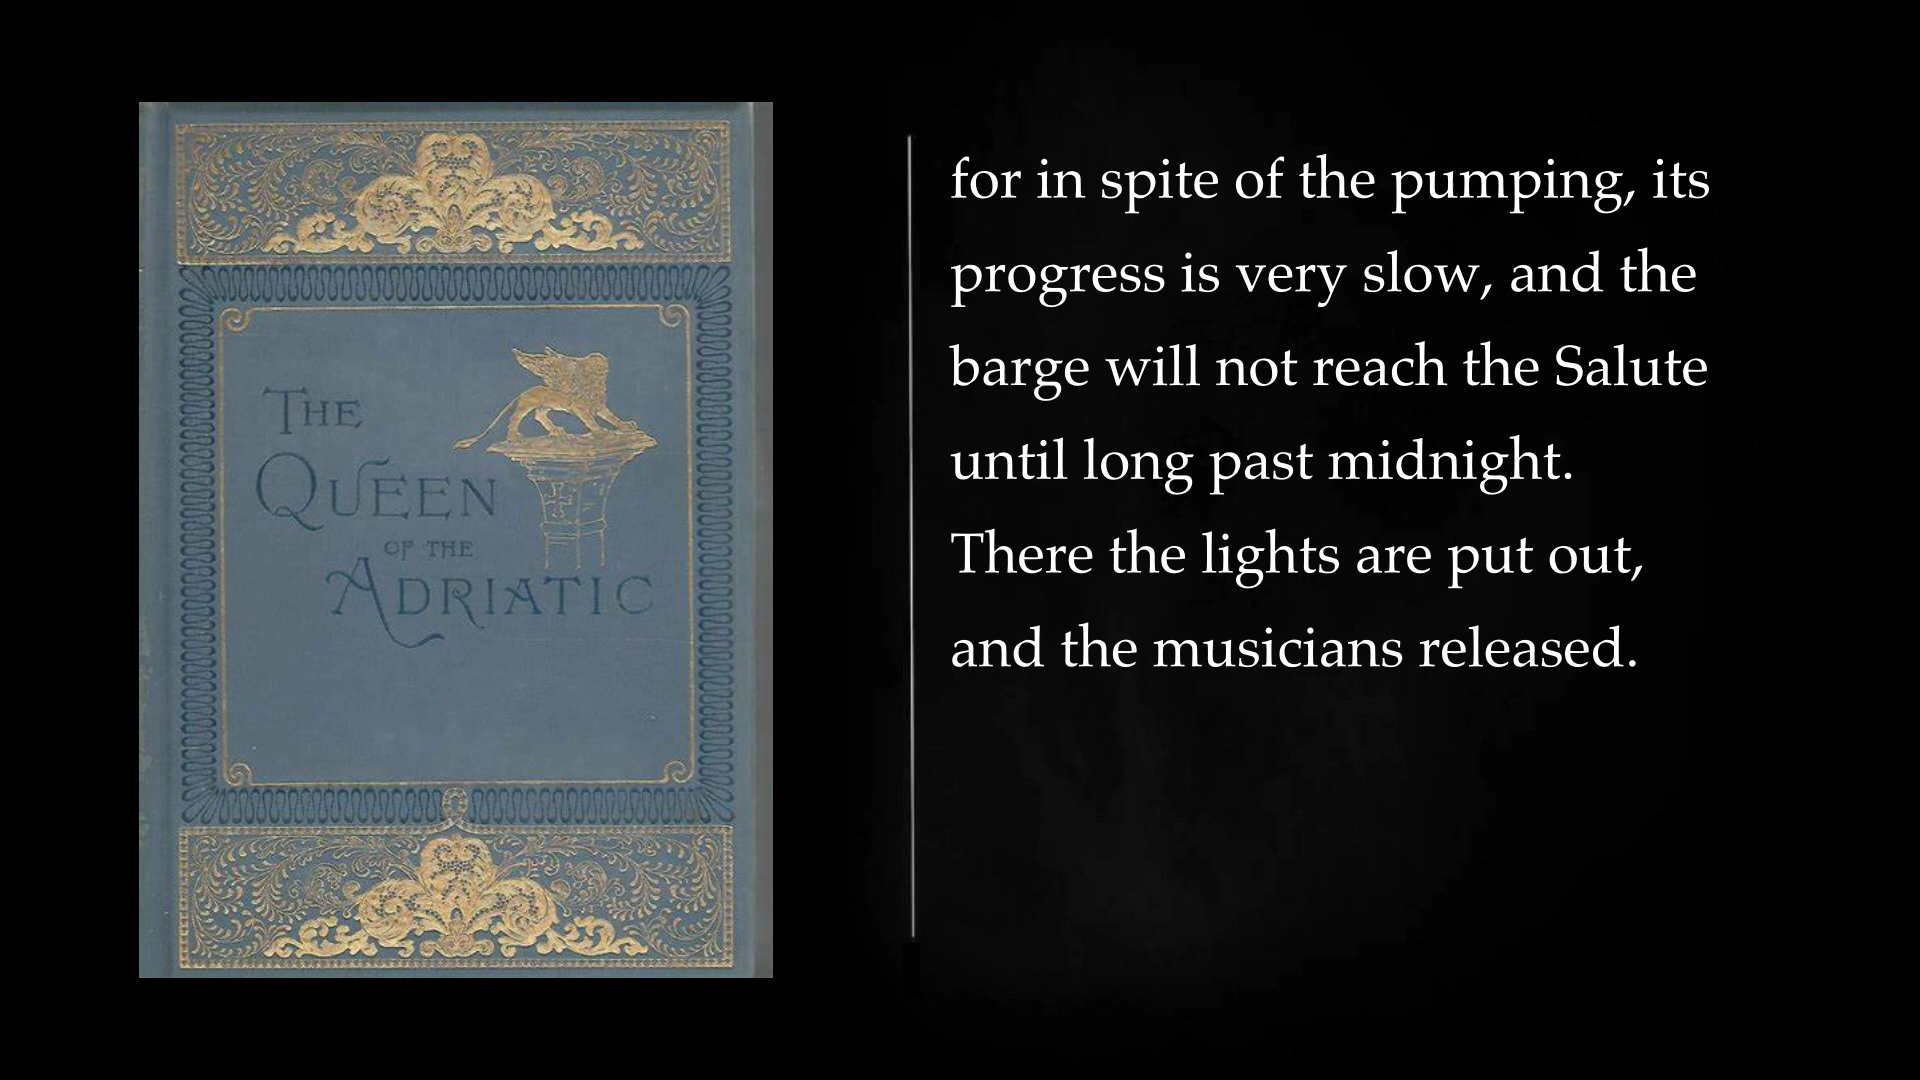 THE
QUEEN
OF THE
ADRIATIC
for in spite of the pumping, its
progress is very slow, and the
barge will not reach the Salute
until long past midnight.
There the lights are put out,
and the musicians released.